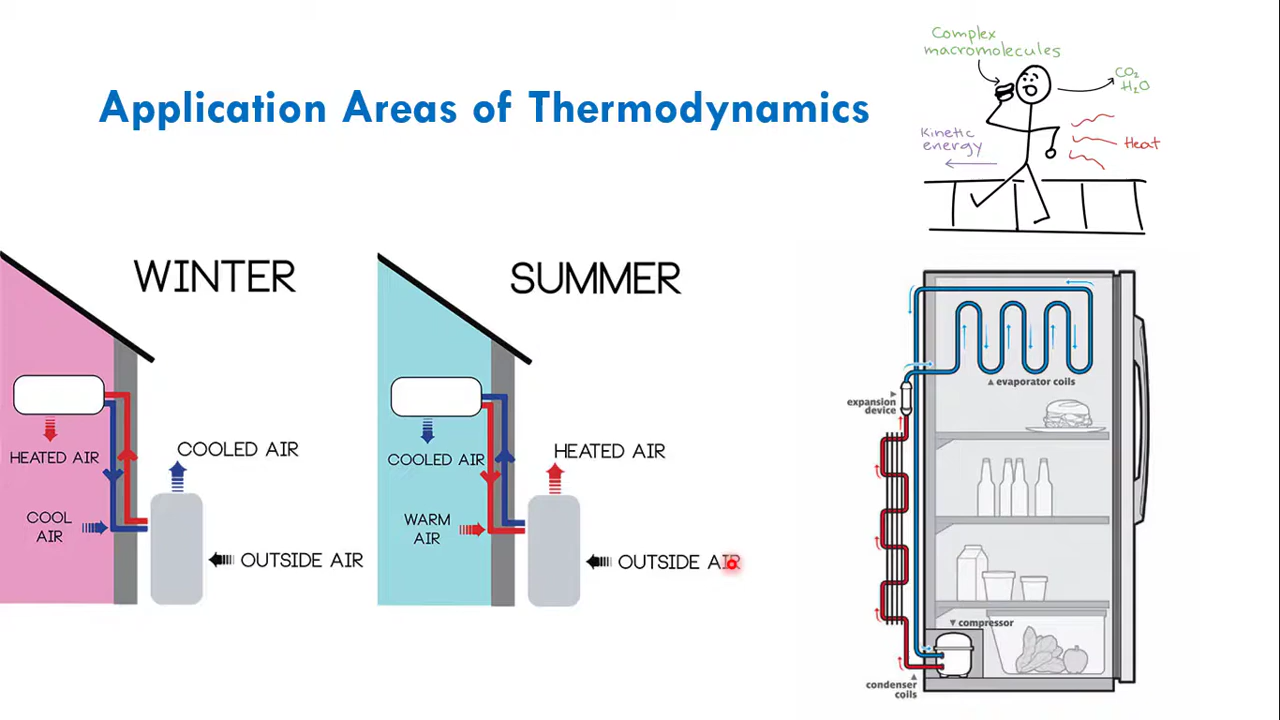 Application Areas of Thermodynamics
Complex
macromolecules
CO₂
H₂O
Kinetic
energy
Heat
WINTER
HEATED AIR
COOL
AIR
COOLED AIR
OUTSIDE AIR
SUMMER
COOLED AIR
WARM
AIR
HEATED AIR
OUTSIDE AIR
evaporator coils
expansion
device
compressor
condenser
coils